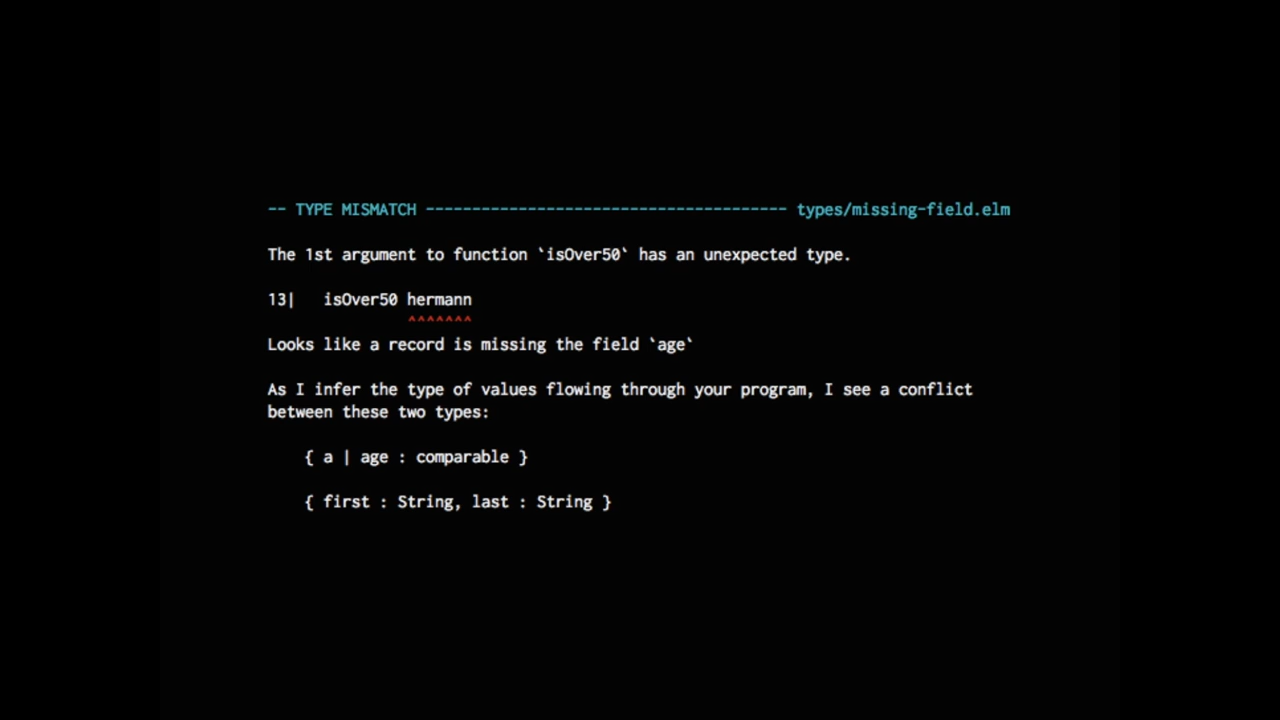 -- TYPE MISMATCH --------------------------------------- types/missing-field.elm
The 1st argument to function `isOver50` has an unexpected type.
13|   isOver50 hermann
               ^^^^^^^
Looks like a record is missing the field `age`
As I infer the type of values flowing through your program, I see a conflict
between these two types:
    { a | age : comparable }
    { first : String, last : String }